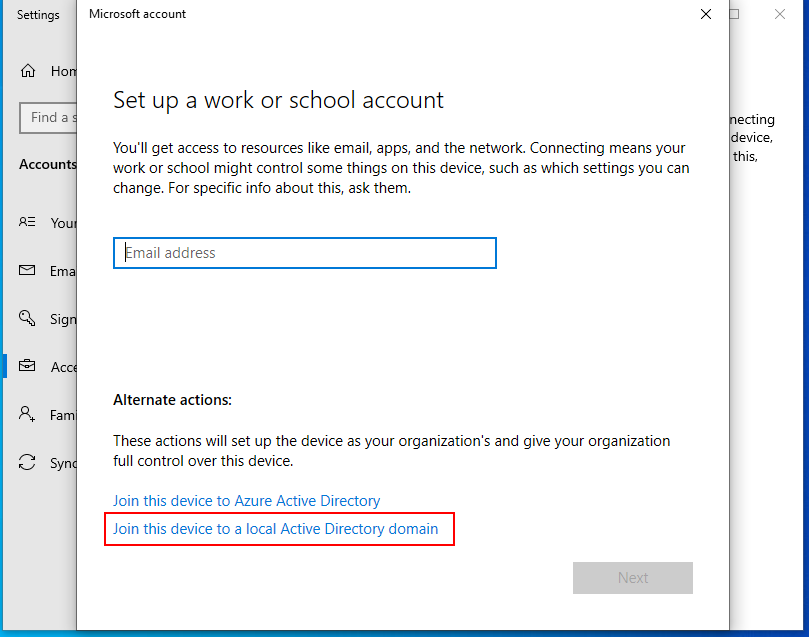 Settings
Microsoft account
Home
Find a s
Accounts
Your
Ema
Sign
Acce
Fami
Sync
Set up a work or school account
You'll get access to resources like email, apps, and the network. Connecting means your
work or school might control some things on this device, such as which settings you can
change. For specific info about this, ask them.
Email address
Alternate actions:
These actions will set up the device as your organization's and give your organization
full control over this device.
Join this device to Azure Active Directory
Join this device to a local Active Directory domain
Next
nnecting
device,
this,